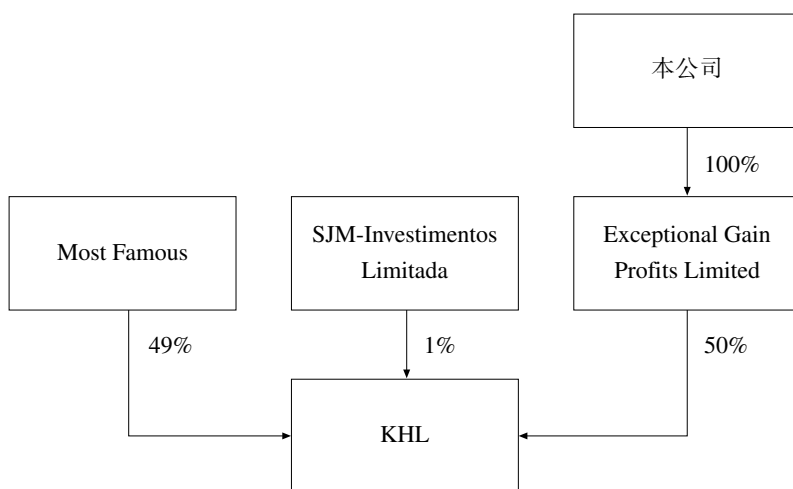 本公司
100%
Most Famous
SJM-Investimentos
Limitada
Exceptional Gain
Profits Limited
49%
1%
50%
KHL